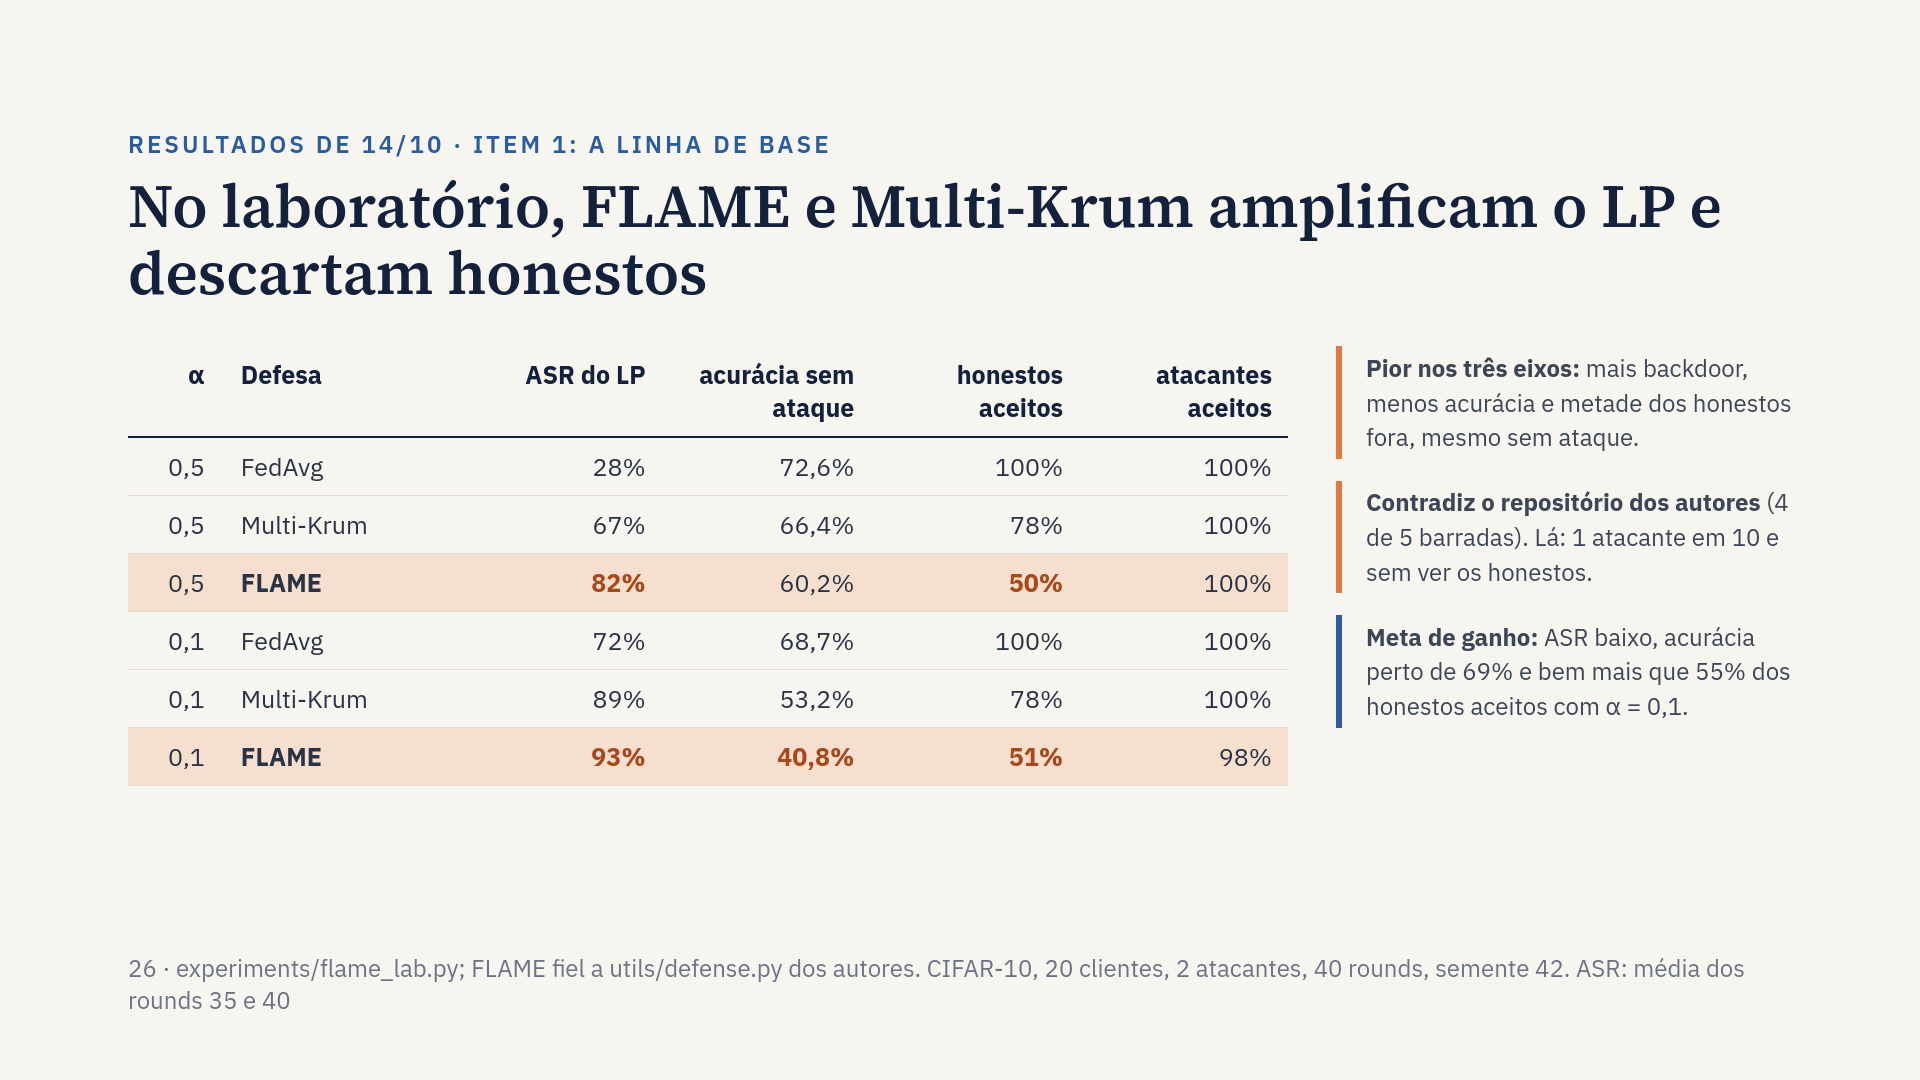 RESULTADOS DE 14/10 · ITEM 1: A LINHA DE BASE
No laboratório, FLAME e Multi-Krum amplificam o LP e
descartam honestos
α Defesa ASR do LP acurácia sem ataque honestos aceitos atacantes aceitos
0,5 FedAvg 28% 72,6% 100% 100%
0,5 Multi-Krum 67% 66,4% 78% 100%
0,5 FLAME 82% 60,2% 50% 100%
0,1 FedAvg 72% 68,7% 100% 100%
0,1 Multi-Krum 89% 53,2% 78% 100%
0,1 FLAME 93% 40,8% 51% 98%
Pior nos três eixos: mais backdoor,
menos acurácia e metade dos honestos
fora, mesmo sem ataque.
Contradiz o repositório dos autores (4
de 5 barradas). Lá: 1 atacante em 10 e
sem ver os honestos.
Meta de ganho: ASR baixo, acurácia
perto de 69% e bem mais que 55% dos
honestos aceitos com α = 0,1.
26 · experiments/flame_lab.py; FLAME fiel a utils/defense.py dos autores. CIFAR-10, 20 clientes, 2 atacantes, 40 rounds, semente 42. ASR: média dos
rounds 35 e 40